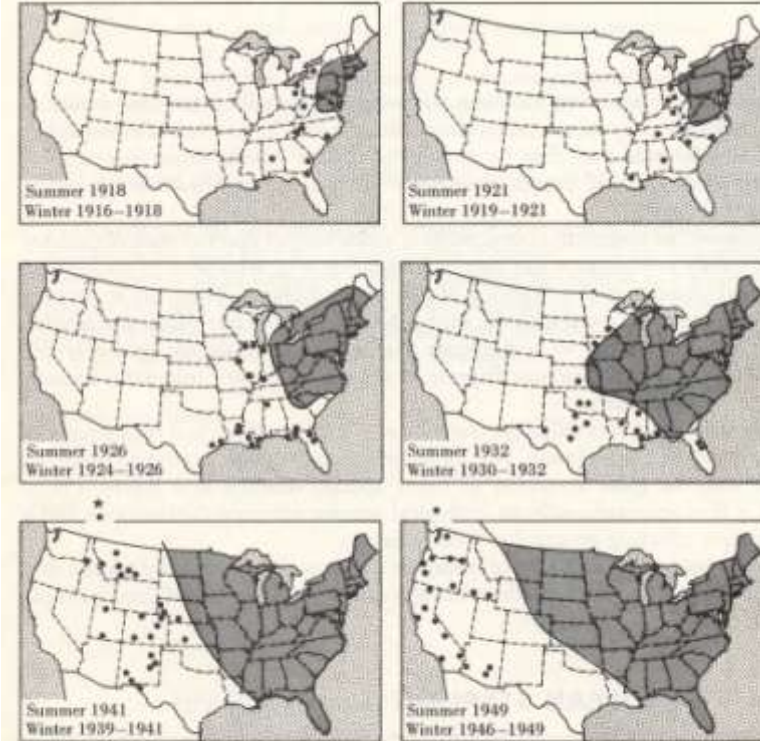 Summer 1918
Winter 1916–1918
Summer 1921
Winter 1919–1921
Summer 1926
Winter 1924–1926
Summer 1932
Winter 1930–1932
Summer 1941
Winter 1939–1941
Summer 1949
Winter 1946–1949